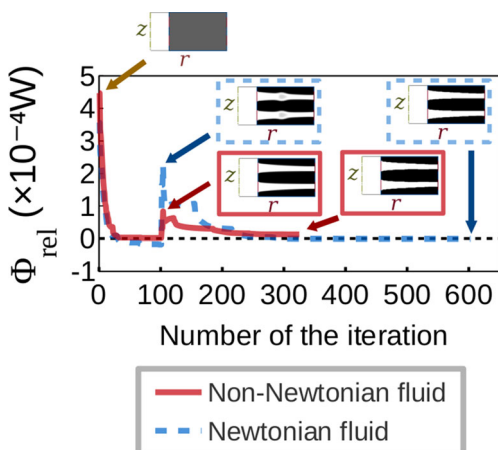 z
r
Φrel (×10⁻⁴W)
5
4
3
2
1
0
-1
z
r
z
r
z
r
z
r
0 100 200 300 400 500 600
Number of the iteration
Non-Newtonian fluid
Newtonian fluid